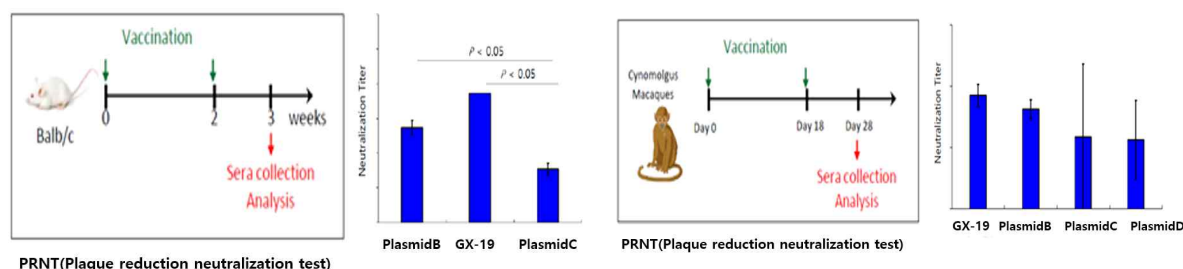 Vaccination
0 2 3 weeks
Balb/c
Sera collection
Analysis
PRNT(Plaque reduction neutralization test)
Neutralization Titer
P < 0.05
P < 0.05
PlasmidB GX-19 PlasmidC
Vaccination
Cynomolgus
Macaques
Day 0 Day 18 Day 28
Sera collection
Analysis
PRNT(Plaque reduction neutralization test)
Neutralization Titer
GX-19 PlasmidB PlasmidC PlasmidD